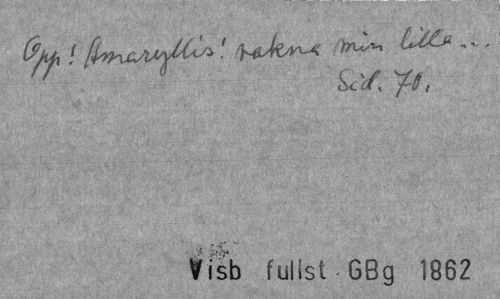 Opp! Amaryllis! vakna min lilla...
Sid. 70.
Visb fullst GBg 1862